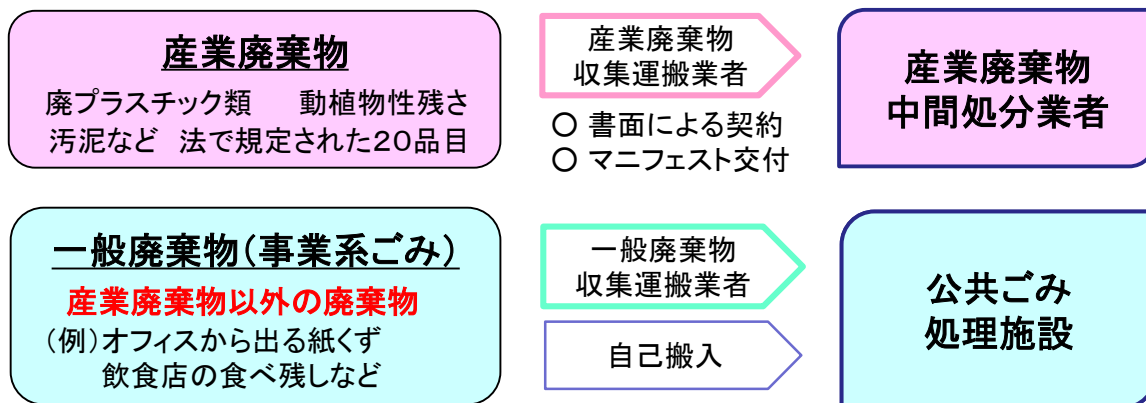 産業廃棄物
廃プラスチック類　動植物性残さ
汚泥など　法で規定された20品目
産業廃棄物
収集運搬業者
○ 書面による契約
○ マニフェスト交付
産業廃棄物
中間処分業者
一般廃棄物(事業系ごみ)
産業廃棄物以外の廃棄物
(例)オフィスから出る紙くず
飲食店の食べ残しなど
一般廃棄物
収集運搬業者
自己搬入
公共ごみ
処理施設